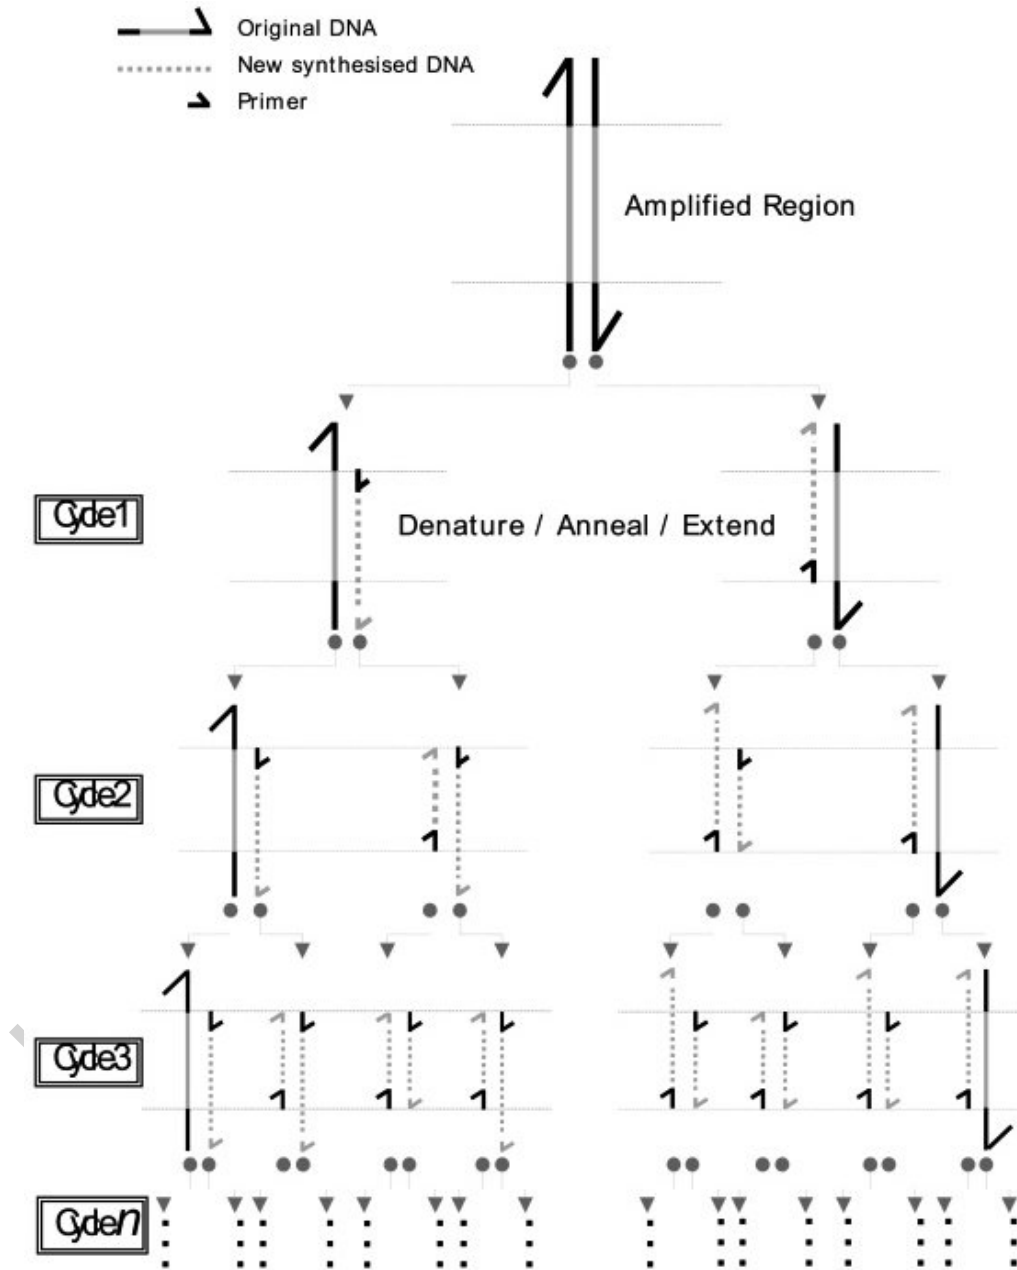 Original DNA
New synthesised DNA
Primer
Amplified Region
Cycle1
Denature / Anneal / Extend
Cycle2
Cycle3
Cyclen